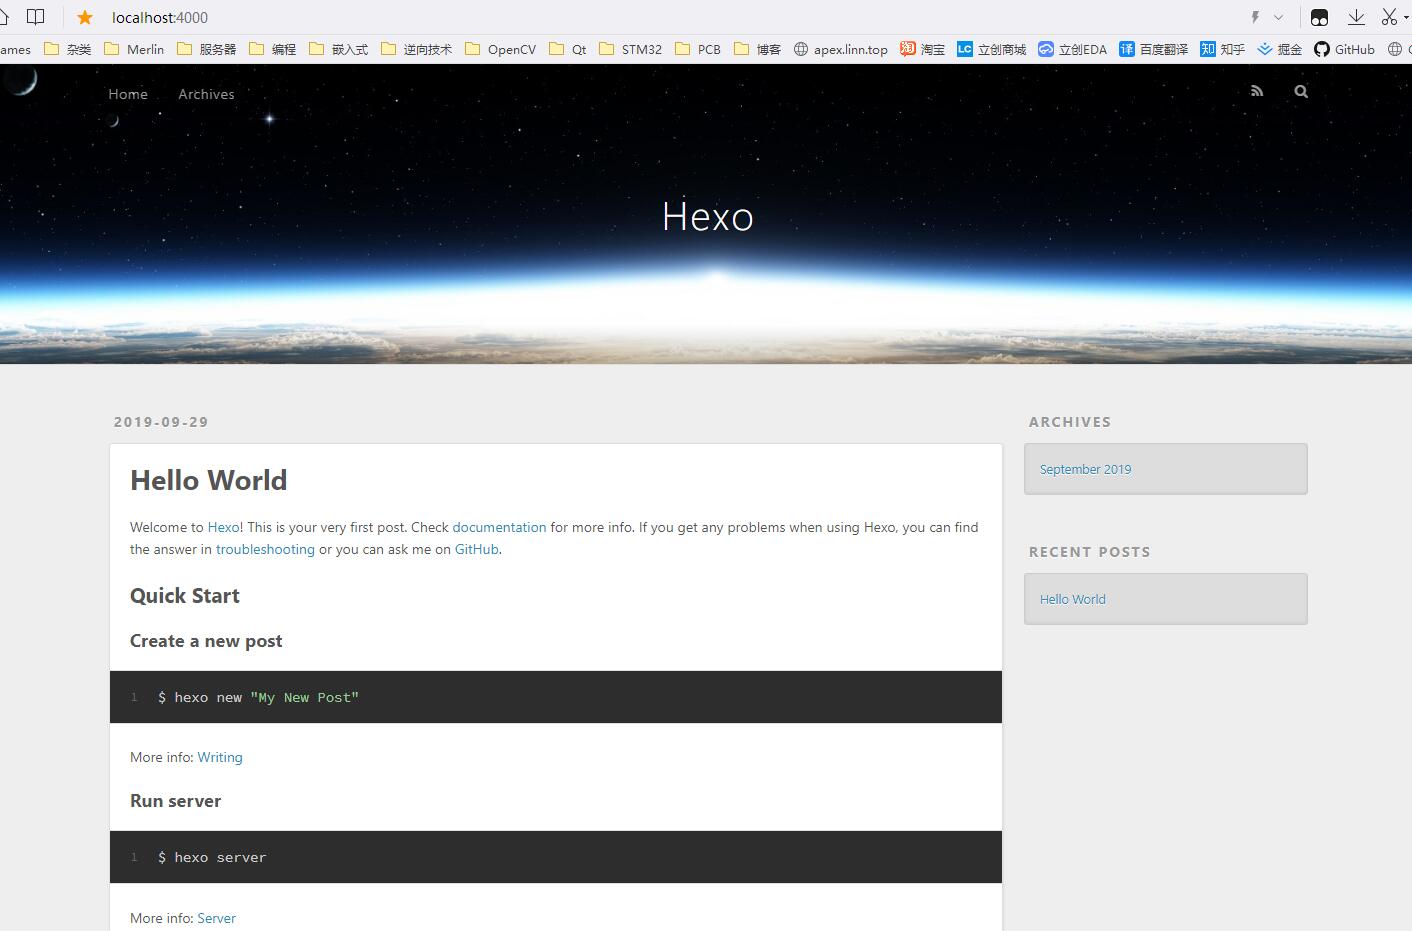 localhost:4000
ames 杂类 Merlin 服务器 编程 嵌入式 逆向技术 OpenCV Qt STM32 PCB 博客 apex.linn.top 淘 淘宝 LC 立创商城 立创EDA 译 百度翻译 知 知乎 掘金 GitHub
Home Archives
Hexo
2019-09-29
Hello World
Welcome to Hexo! This is your very first post. Check documentation for more info. If you get any problems when using Hexo, you can find
the answer in troubleshooting or you can ask me on GitHub.
Quick Start
Create a new post
1 $ hexo new "My New Post"
More info: Writing
Run server
1 $ hexo server
More info: Server
ARCHIVES
September 2019
RECENT POSTS
Hello World